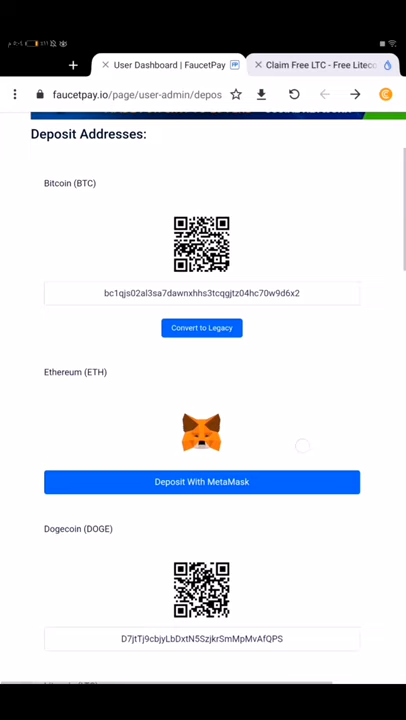 User Dashboard | FaucetPay
Claim Free LTC - Free Liteco
faucetpay.io/page/user-admin/depos
Deposit Addresses:
Bitcoin (BTC)
bc1qjs02al3sa7dawnxhhs3tcqgjtz04hc70w9d6x2
Convert to Legacy
Ethereum (ETH)
Deposit With MetaMask
Dogecoin (DOGE)
D7jtTj9cbjyLbDxtN5SzjkrSmMpMvAfQPS